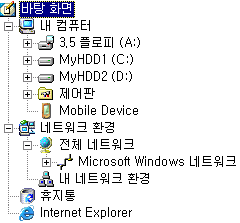 바탕 화면
내 컴퓨터
3,5 플로피 (A:)
MyHDD1 (C:)
MyHDD2 (D:)
제어판
Mobile Device
네트워크 환경
전체 네트워크
Microsoft Windows 네트워크
내 네트워크 환경
휴지통
Internet Explorer